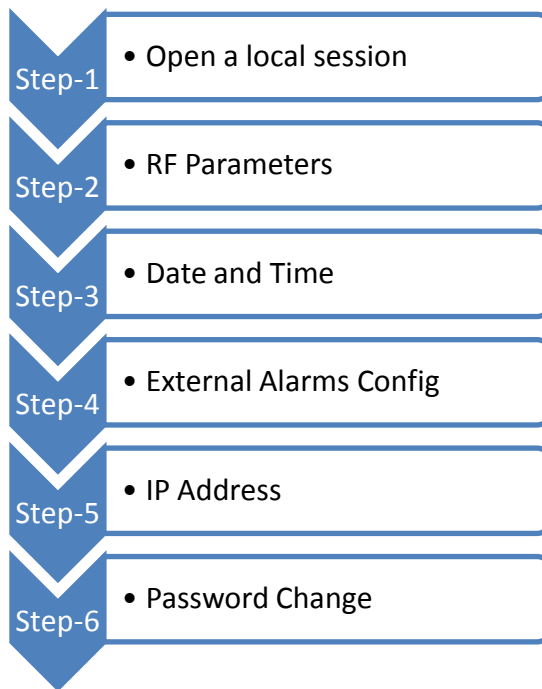 Step-1
• Open a local session
Step-2
• RF Parameters
Step-3
• Date and Time
Step-4
• External Alarms Config
Step-5
• IP Address
Step-6
• Password Change